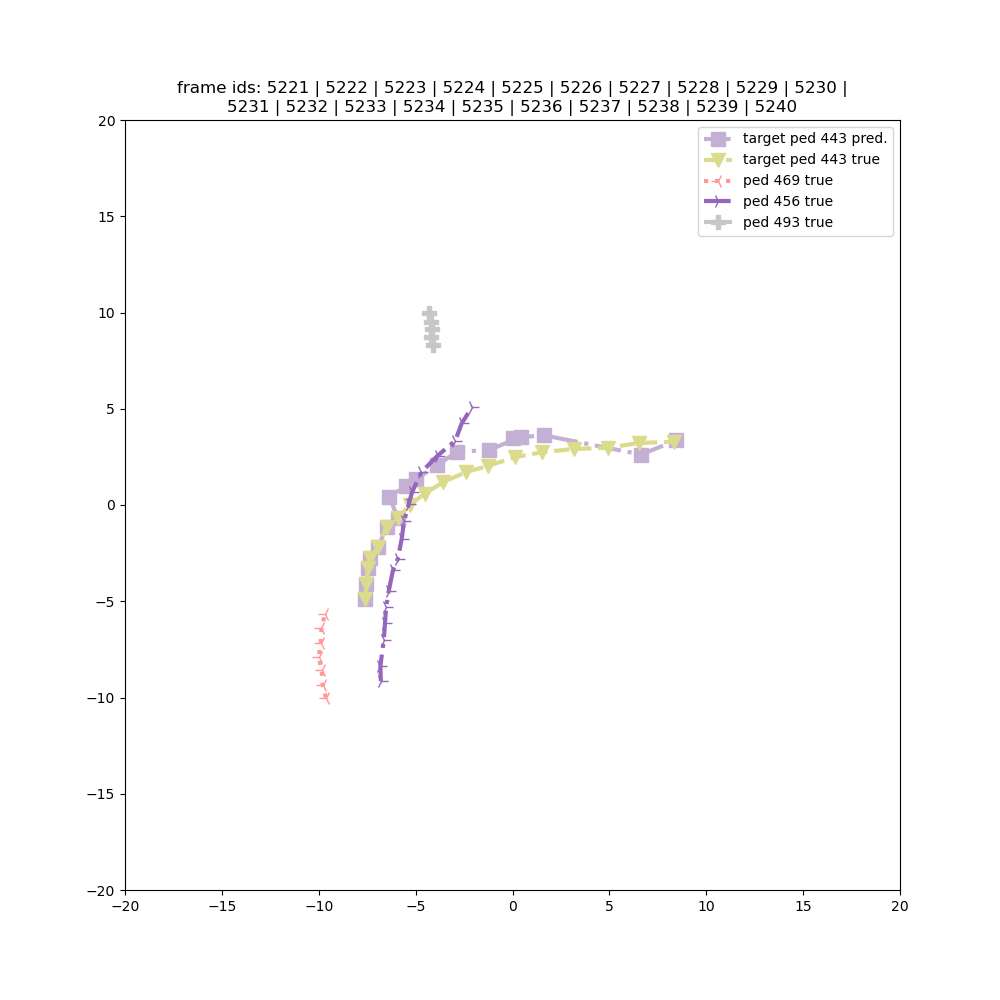 frame ids: 5221 | 5222 | 5223 | 5224 | 5225 | 5226 | 5227 | 5228 | 5229 | 5230 |
5231 | 5232 | 5233 | 5234 | 5235 | 5236 | 5237 | 5238 | 5239 | 5240
target ped 443 pred.
target ped 443 true
ped 469 true
ped 456 true
ped 493 true
20
15
10
5
0
−5
−10
−15
−20
−20 −15 −10 −5 0 5 10 15 20